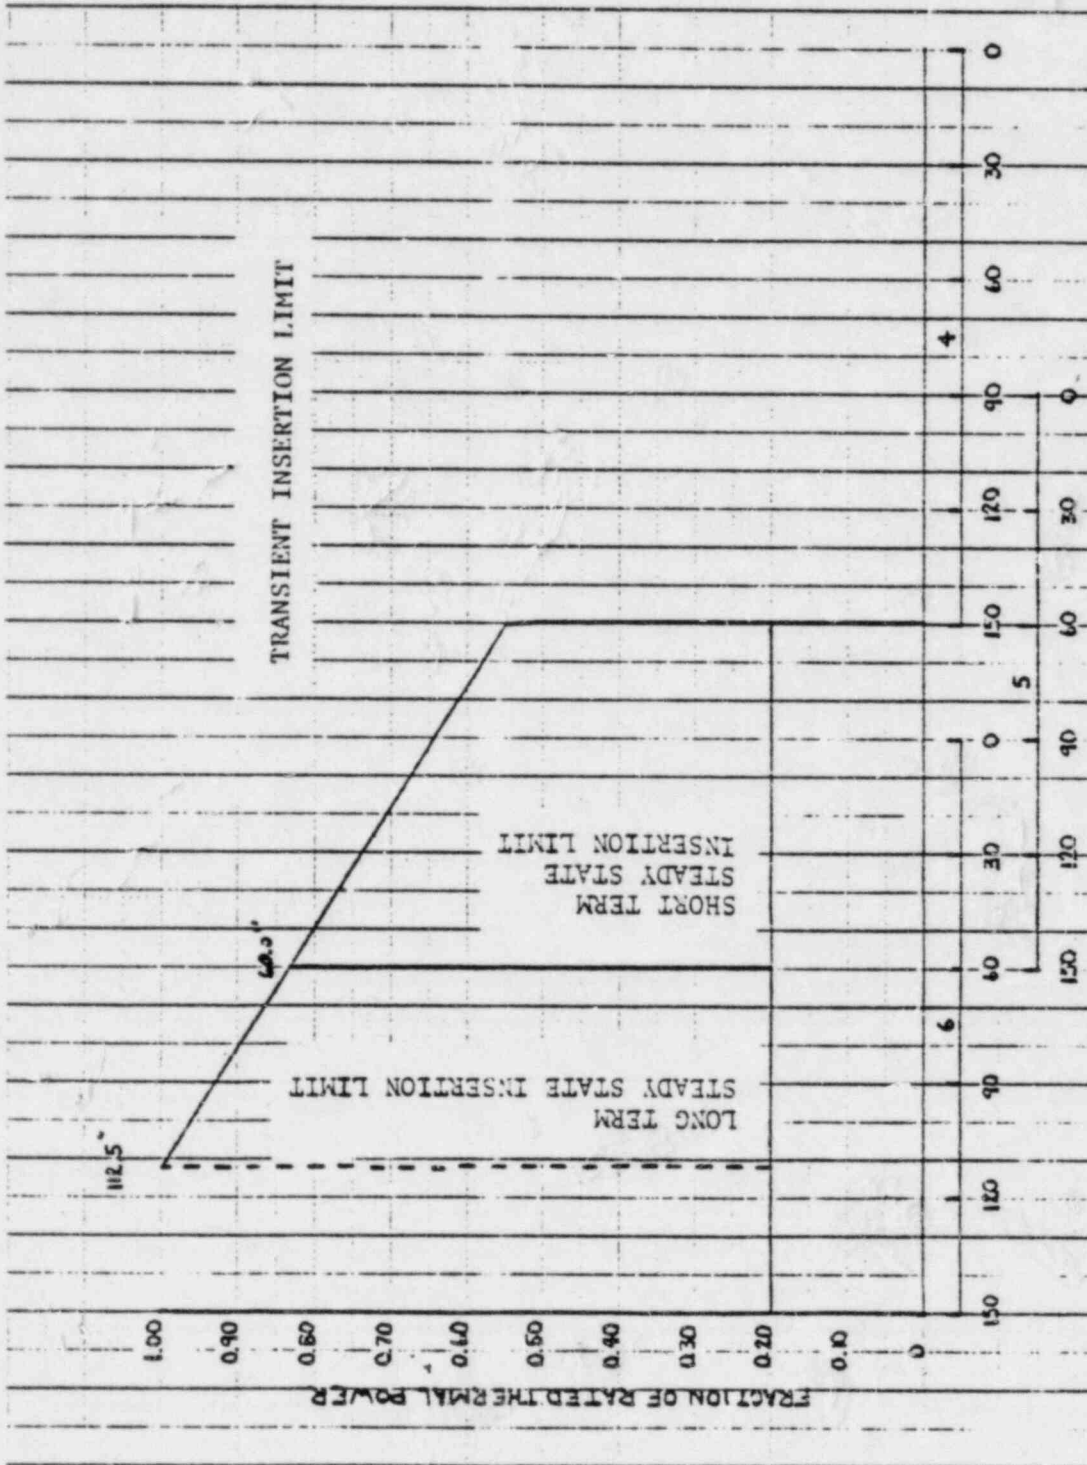 TRANSIENT INSERTION LIMIT
SHORT TERM
STEADY STATE
INSERTION LIMIT
LONG TERM
STEADY STATE INSERTION LIMIT
112.5"
60.0"
FRACTION OF RATED THERMAL POWER
1.00
0.90
0.80
0.70
0.60
0.50
0.40
0.30
0.20
0.10
0
150 120 90 60 30 0
6
150 120 90 60 30 0
5
150 120 90 60 30 0
4